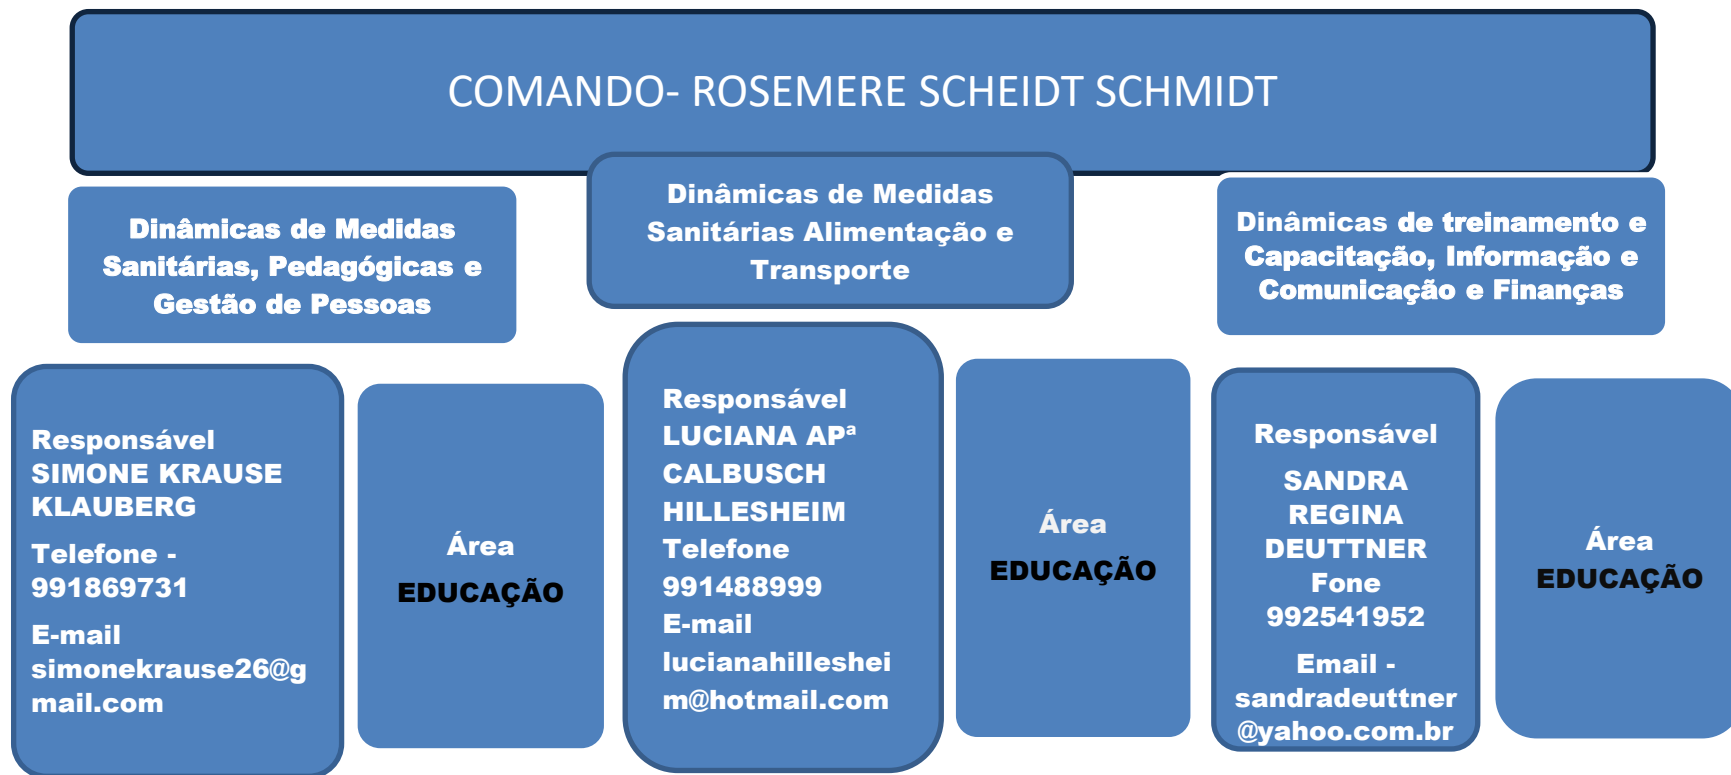 COMANDO- ROSEMERE SCHEIDT SCHMIDT
Dinâmicas de Medidas
Sanitárias, Pedagógicas e
Gestão de Pessoas
Dinâmicas de Medidas
Sanitárias Alimentação e
Transporte
Dinâmicas de treinamento e
Capacitação, Informação e
Comunicação e Finanças
Responsável
SIMONE KRAUSE
KLAUBERG
Telefone -
991869731
E-mail
simonekrause26@g
mail.com
Área
EDUCAÇÃO
Responsável
LUCIANA APª
CALBUSCH
HILLESHEIM
Telefone
991488999
E-mail
lucianahilleshei
m@hotmail.com
Área
EDUCAÇÃO
Responsável
SANDRA
REGINA
DEUTTNER
Fone
992541952
Email -
sandradeuttner
@yahoo.com.br
Área
EDUCAÇÃO